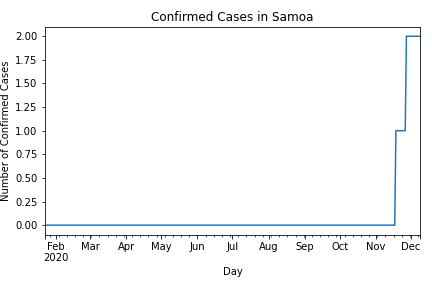 Confirmed Cases in Samoa
Number of Confirmed Cases
2.00
1.75
1.50
1.25
1.00
0.75
0.50
0.25
0.00
Feb Mar Apr May Jun Jul Aug Sep Oct Nov Dec
2020
Day